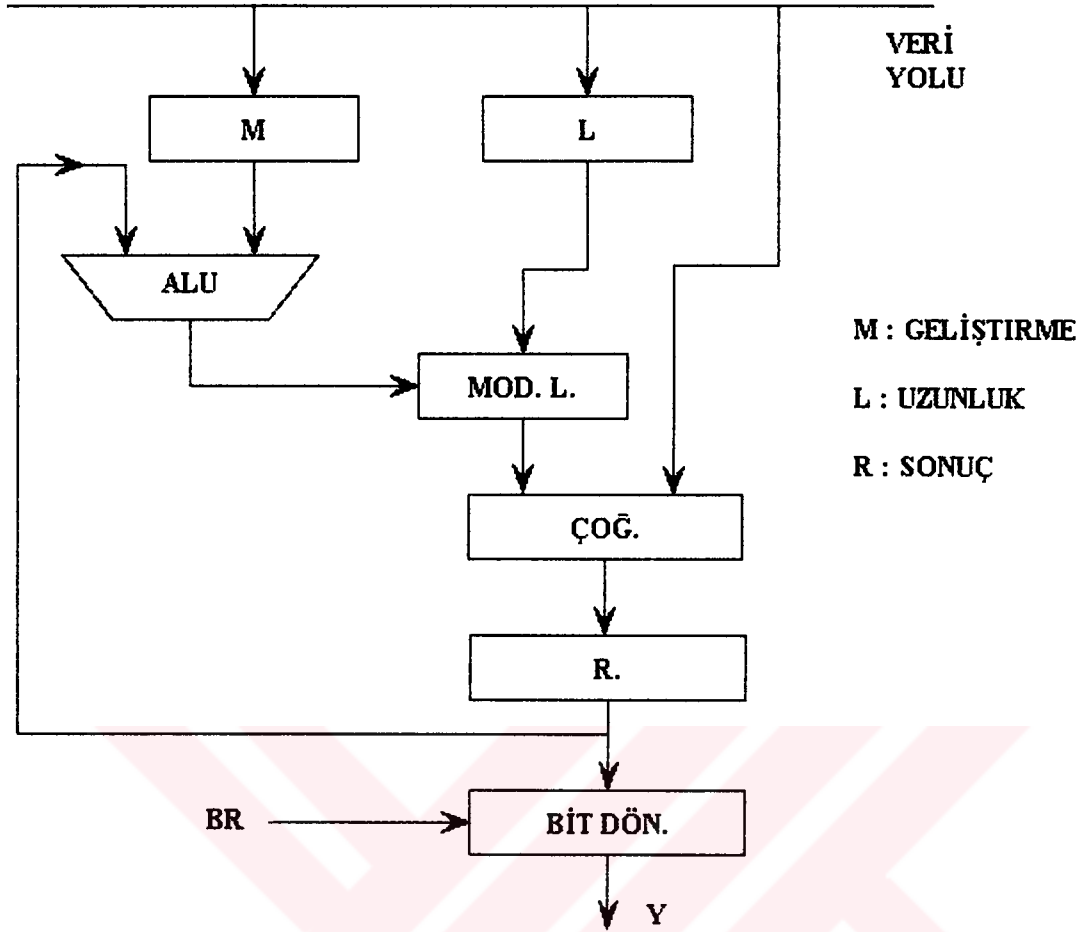 VERİ
YOLU
M
L
ALU
M : GELİŞTIRME
MOD. L.
L : UZUNLUK
R : SONUÇ
ÇOĞ.
R.
BR
BİT DÖN.
Y